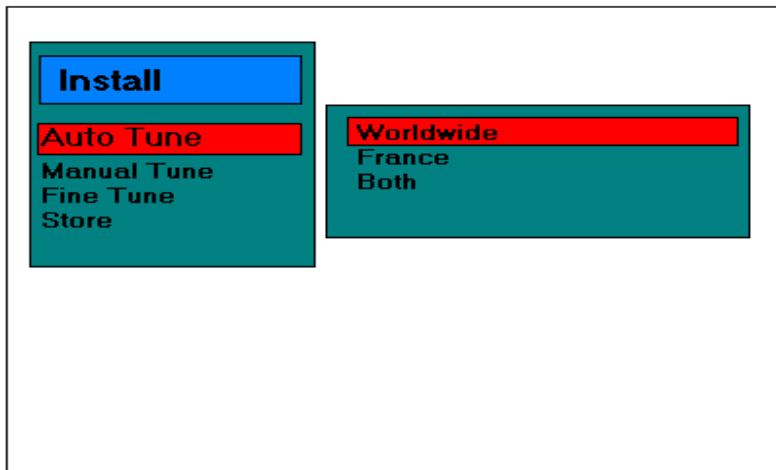 Install
Auto Tune
Manual Tune
Fine Tune
Store
Worldwide
France
Both